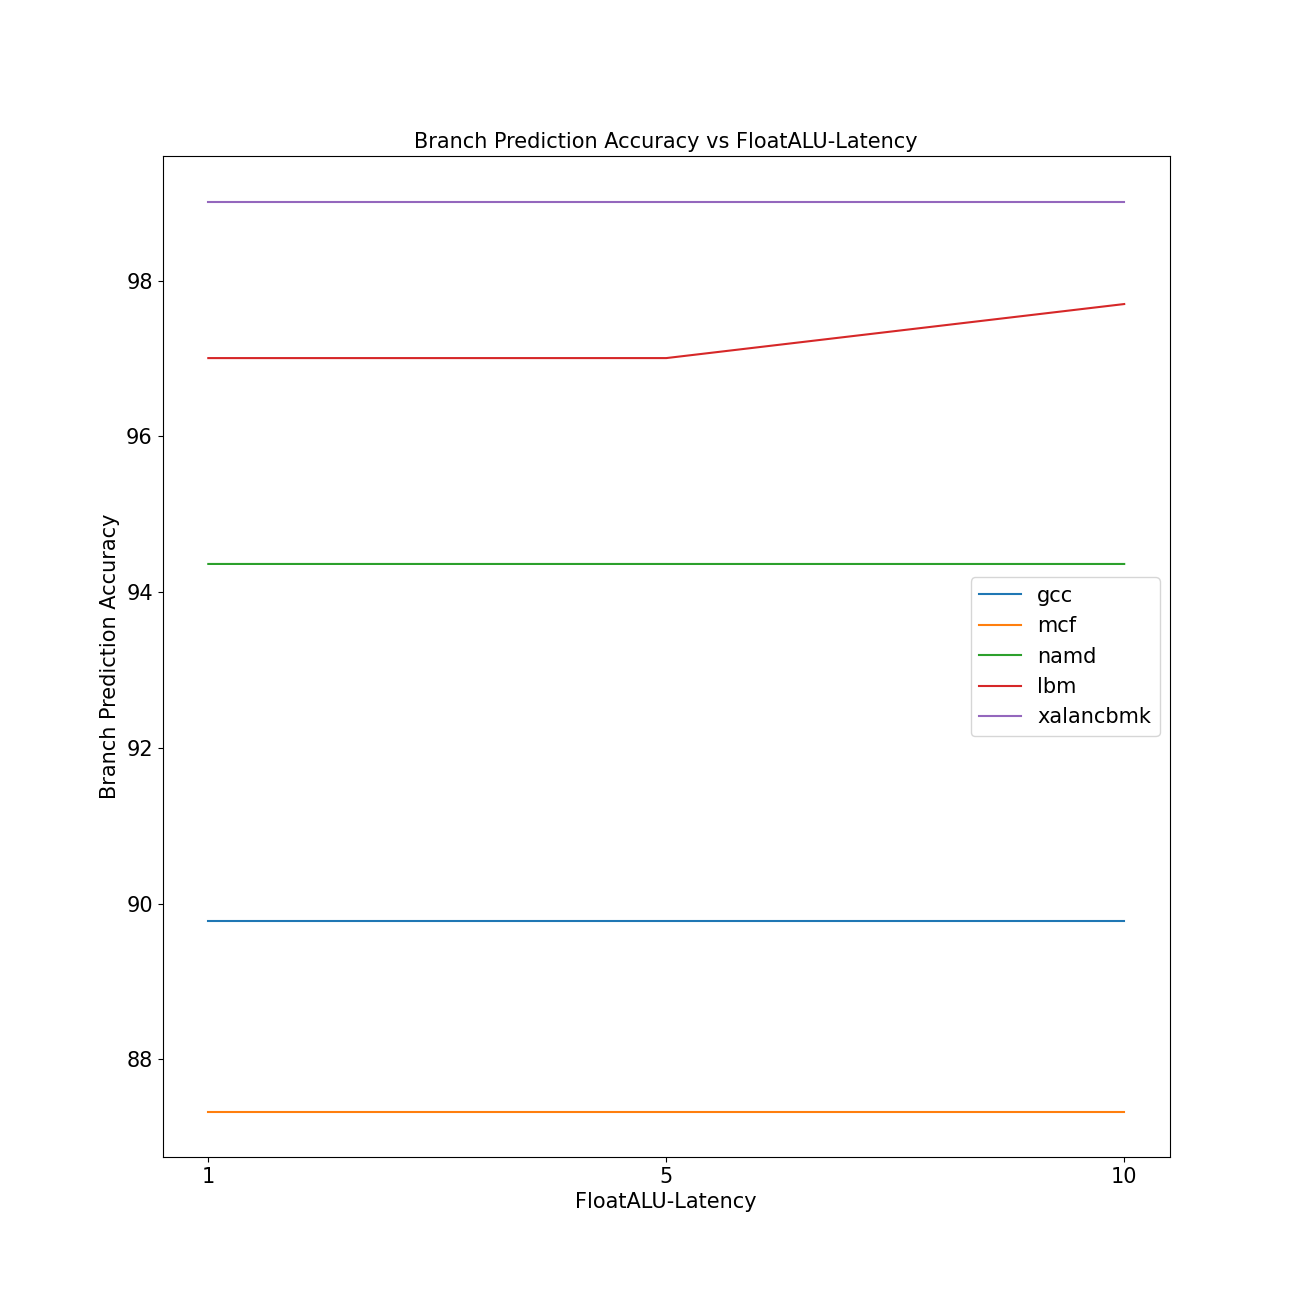 Branch Prediction Accuracy vs FloatALU-Latency
98
96
94
92
90
88
Branch Prediction Accuracy
gcc
mcf
namd
lbm
xalancbmk
1 5 10
FloatALU-Latency